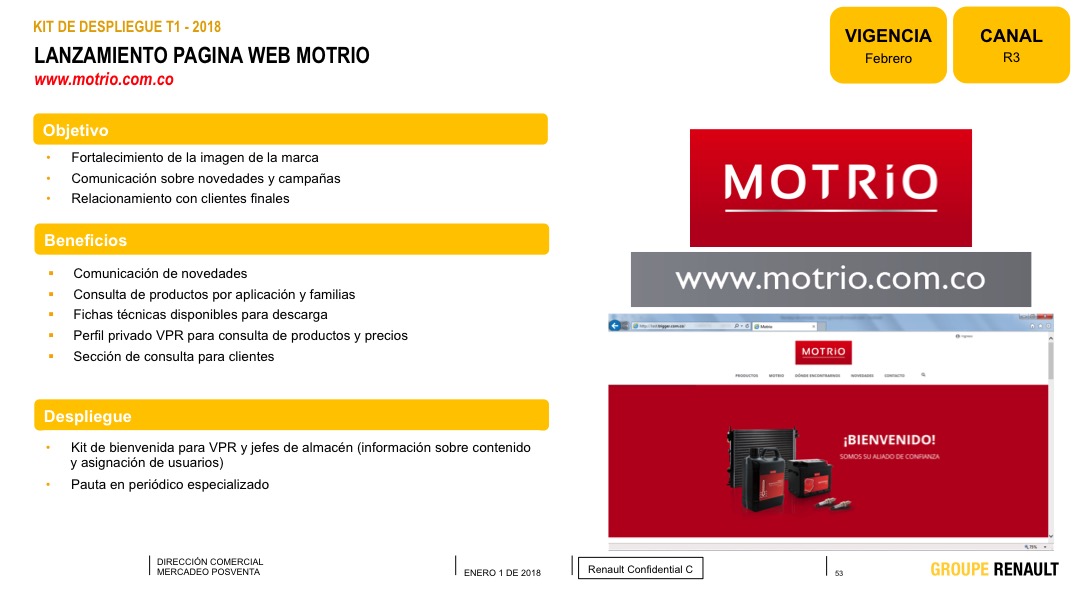 KIT DE DESPLIEGUE T1 - 2018
LANZAMIENTO PAGINA WEB MOTRIO
www.motrio.com.co
VIGENCIA
Febrero
CANAL
R3
Objetivo
• Fortalecimiento de la imagen de la marca
• Comunicación sobre novedades y campañas
• Relacionamiento con clientes finales
Beneficios
▪ Comunicación de novedades
▪ Consulta de productos por aplicación y familias
▪ Fichas técnicas disponibles para descarga
▪ Perfil privado VPR para consulta de productos y precios
▪ Sección de consulta para clientes
Despliegue
• Kit de bienvenida para VPR y jefes de almacén (información sobre contenido
y asignación de usuarios)
• Pauta en periódico especializado
MOTRiO
www.motrio.com.co
Motrio
MOTRiO
PRODUCTOS MOTRIO DÓNDE ENCONTRARNOS NOVEDADES CONTACTO
¡BIENVENIDO!
SOMOS SU ALIADO DE CONFIANZA
DIRECCIÓN COMERCIAL
MERCADEO POSVENTA
ENERO 1 DE 2018
Renault Confidential C
53
GROUPE RENAULT